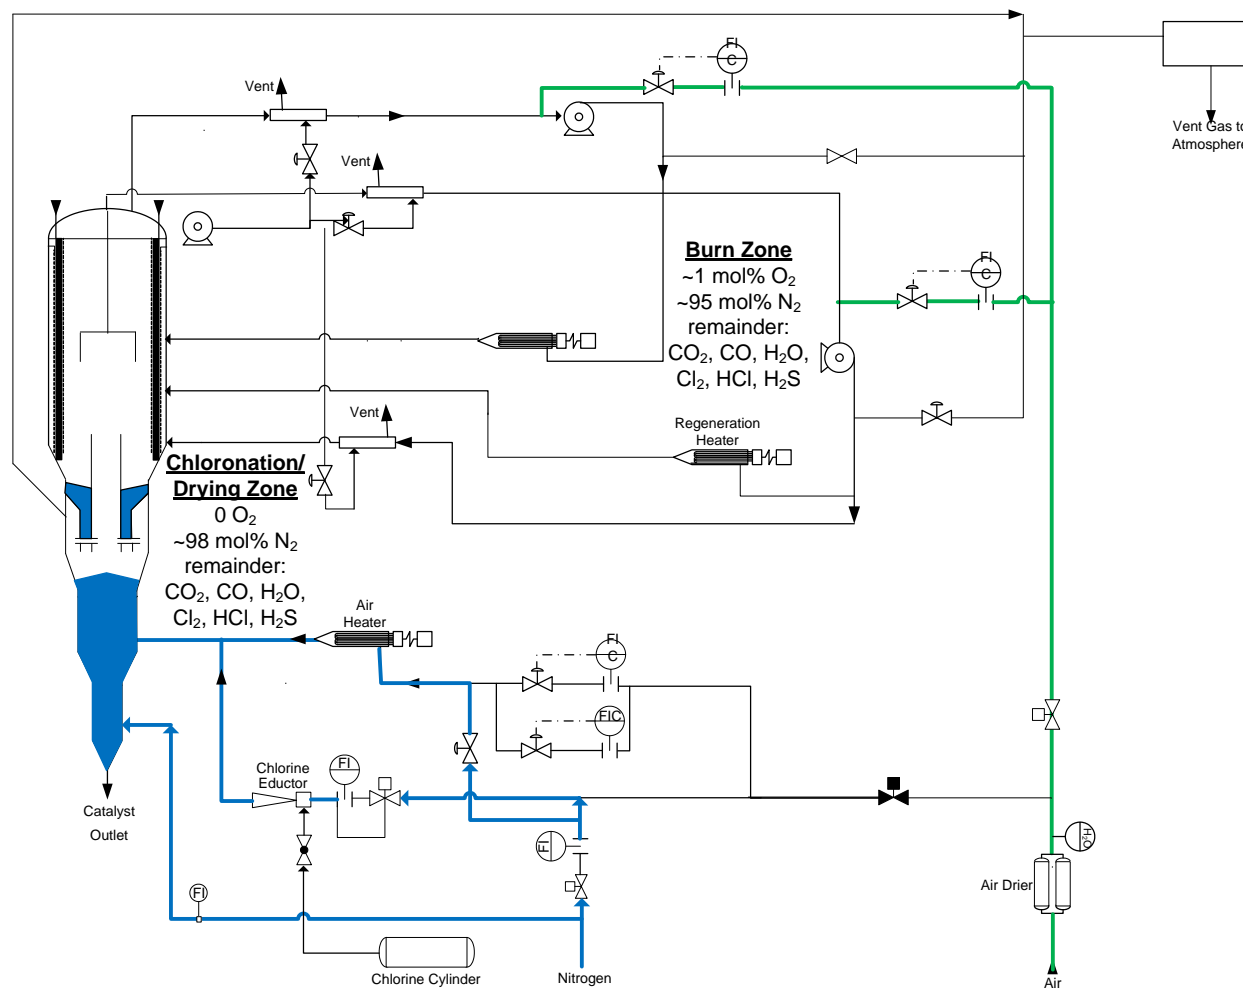 FI
C
Vent
Vent Gas to
Atmosphere
Vent
Burn Zone
~1 mol% O2
~95 mol% N2
remainder:
CO2, CO, H2O,
Cl2, HCl, H2S
FI
C
Vent
Regeneration
Heater
Chloronation/
Drying Zone
0 O2
~98 mol% N2
remainder:
CO2, CO, H2O,
Cl2, HCl, H2S
Air
Heater
FI
C
FIC
Chlorine
Eductor
FI
Catalyst
Outlet
FI
H2O
Air Drier
FI
Chlorine Cylinder
Nitrogen
Air